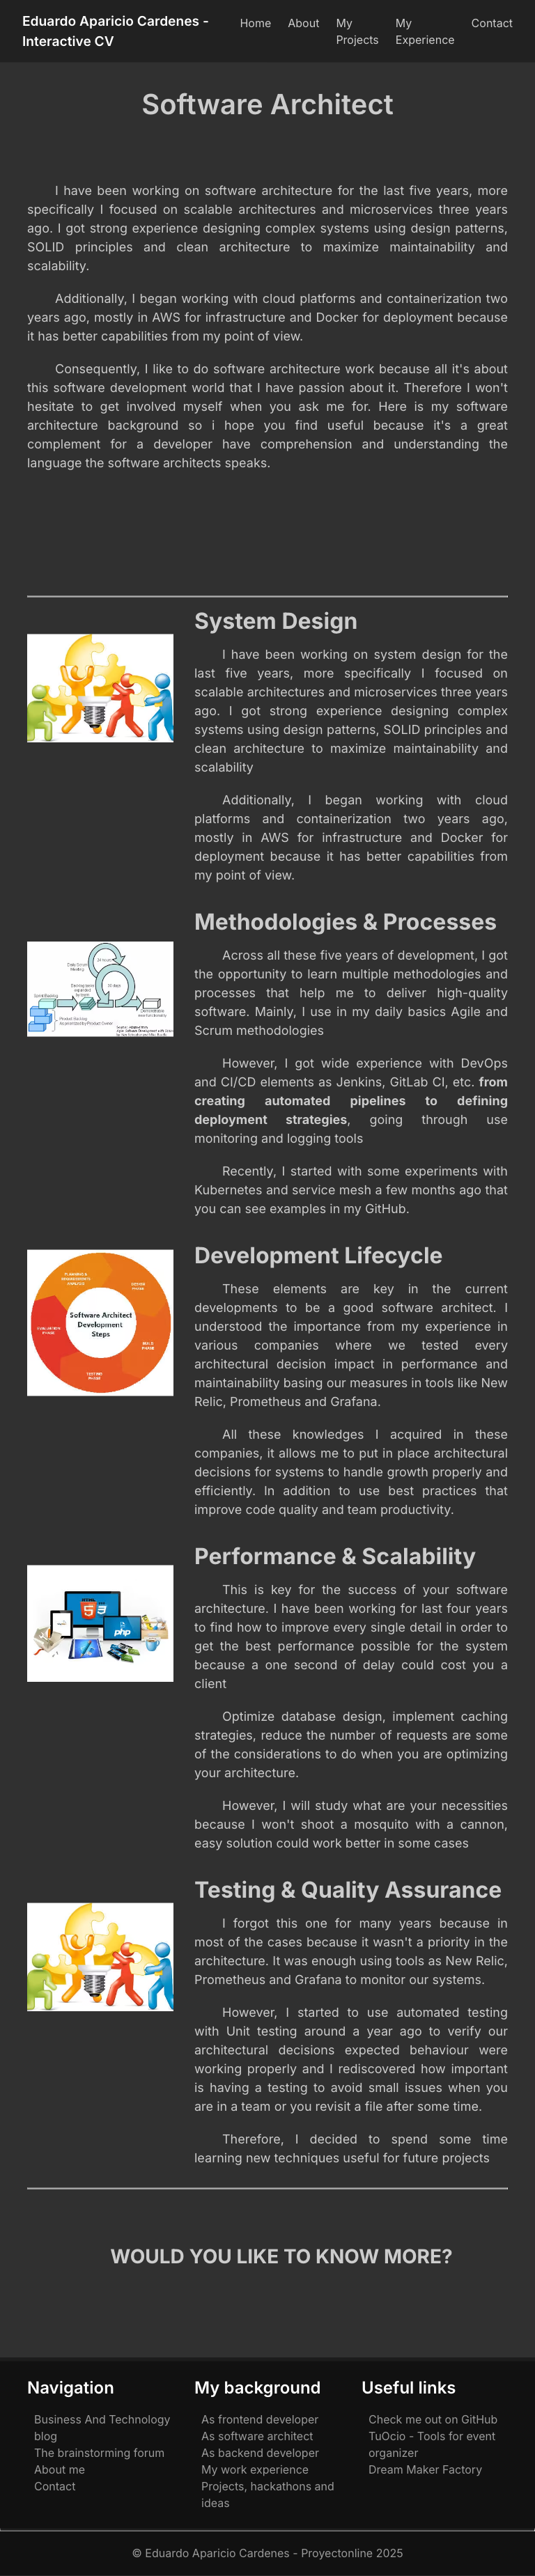 Eduardo Aparicio Cardenes -
Interactive CV
Home
About
My
Projects
My
Experience
Contact
Software Architect
I have been working on software architecture for the last five years, more
specifically I focused on scalable architectures and microservices three years
ago. I got strong experience designing complex systems using design patterns,
SOLID principles and clean architecture to maximize maintainability and
scalability.
Additionally, I began working with cloud platforms and containerization two
years ago, mostly in AWS for infrastructure and Docker for deployment because
it has better capabilities from my point of view.
Consequently, I like to do software architecture work because all it's about
this software development world that I have passion about it. Therefore I won't
hesitate to get involved myself when you ask me for. Here is my software
architecture background so i hope you find useful because it's a great
complement for a developer have comprehension and understanding the
language the software architects speaks.
System Design
I have been working on system design for the
last five years, more specifically I focused on
scalable architectures and microservices three years
ago. I got strong experience designing complex
systems using design patterns, SOLID principles and
clean architecture to maximize maintainability and
scalability
Additionally, I began working with cloud
platforms and containerization two years ago,
mostly in AWS for infrastructure and Docker for
deployment because it has better capabilities from
my point of view.
Methodologies & Processes
24 hours
30 days
Across all these five years of development, I got
the opportunity to learn multiple methodologies and
processes that help me to deliver high-quality
software. Mainly, I use in my daily basics Agile and
Scrum methodologies
However, I got wide experience with DevOps
and CI/CD elements as Jenkins, GitLab CI, etc. from
creating automated pipelines to defining
deployment strategies, going through use
monitoring and logging tools
Recently, I started with some experiments with
Kubernetes and service mesh a few months ago that
you can see examples in my GitHub.
Development Lifecycle
DESIGN
PHASE
BUILD
PHASE
TESTING
PHASE
Software Architect
Development
Steps
These elements are key in the current
developments to be a good software architect. I
understood the importance from my experience in
various companies where we tested every
architectural decision impact in performance and
maintainability basing our measures in tools like New
Relic, Prometheus and Grafana.
All these knowledges I acquired in these
companies, it allows me to put in place architectural
decisions for systems to handle growth properly and
efficiently. In addition to use best practices that
improve code quality and team productivity.
Performance & Scalability
HTML
5
php
This is key for the success of your software
architecture. I have been working for last four years
to find how to improve every single detail in order to
get the best performance possible for the system
because a one second of delay could cost you a
client
Optimize database design, implement caching
strategies, reduce the number of requests are some
of the considerations to do when you are optimizing
your architecture.
However, I will study what are your necessities
because I won't shoot a mosquito with a cannon,
easy solution could work better in some cases
Testing & Quality Assurance
I forgot this one for many years because in
most of the cases because it wasn't a priority in the
architecture. It was enough using tools as New Relic,
Prometheus and Grafana to monitor our systems.
However, I started to use automated testing
with Unit testing around a year ago to verify our
architectural decisions expected behaviour were
working properly and I rediscovered how important
is having a testing to avoid small issues when you
are in a team or you revisit a file after some time.
Therefore, I decided to spend some time
learning new techniques useful for future projects
WOULD YOU LIKE TO KNOW MORE?
Navigation
Business And Technology
blog
The brainstorming forum
About me
Contact
My background
As frontend developer
As software architect
As backend developer
My work experience
Projects, hackathons and
ideas
Useful links
Check me out on GitHub
TuOcio - Tools for event
organizer
Dream Maker Factory
© Eduardo Aparicio Cardenes - Proyectonline 2025